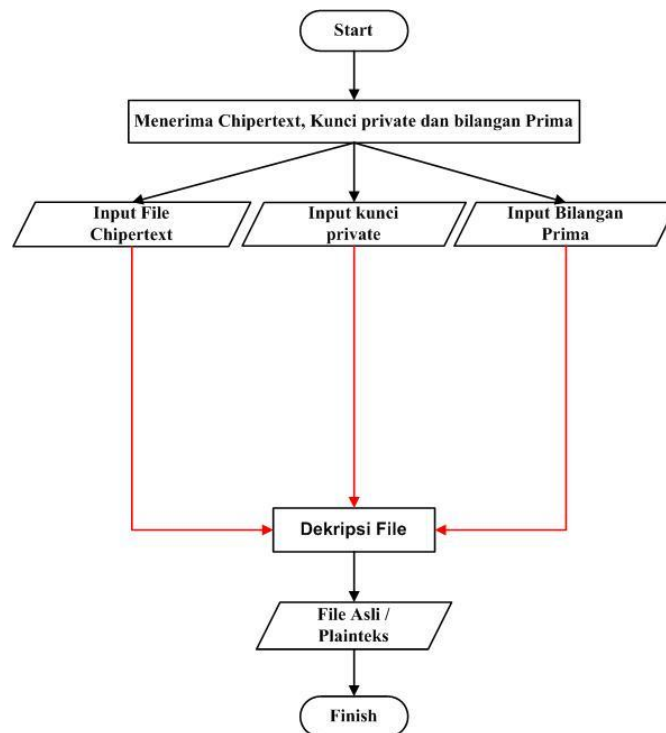 Start
Menerima Chipertext, Kunci private dan bilangan Prima
Input File
Chipertext
Input kunci
private
Input Bilangan
Prima
Dekripsi File
File Asli /
Plainteks
Finish